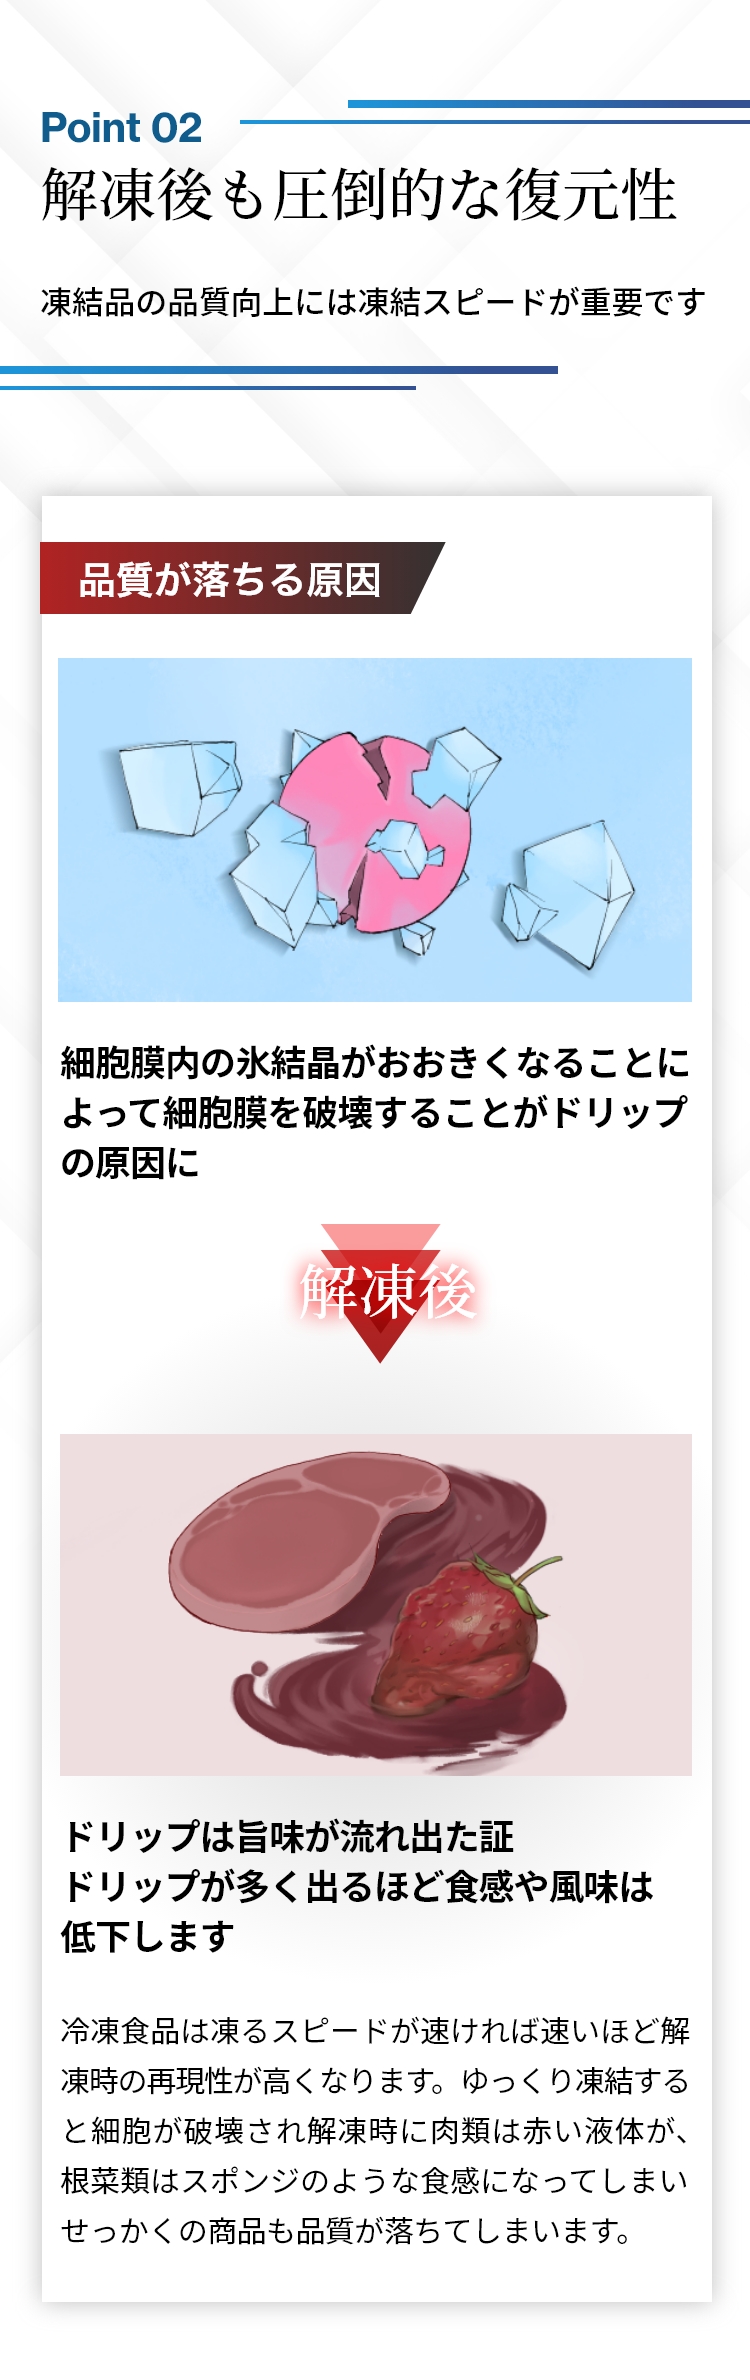 Point 02
解凍後も圧倒的な復元性
凍結品の品質向上には凍結スピードが重要です
品質が落ちる原因
細胞膜内の氷結晶がおおきくなることに
よって細胞膜を破壊することがドリップ
の原因に
解凍後
ドリップは旨味が流れ出た証
ドリップが多く出るほど食感や風味は
低下します
冷凍食品は凍るスピードが速ければ速いほど解
凍時の再現性が高くなります。ゆっくり凍結する
と細胞が破壊され解凍時に肉類は赤い液体が、
根菜類はスポンジのような食感になってしまい
せっかくの商品も品質が落ちてしまいます。